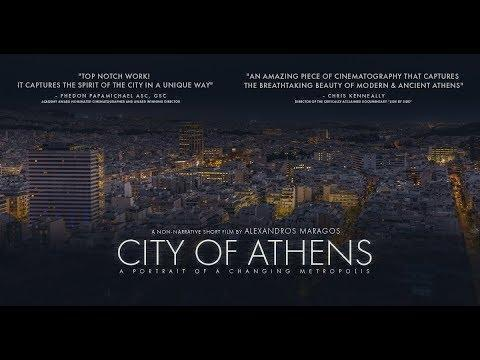 "TOP NOTCH WORK!
IT CAPTURES THE SPIRIT OF THE CITY IN A UNIQUE WAY"
- PHEDON PAPAMICHAEL ASC, GSC
ACADEMY AWARD NOMINATED CINEMATOGRAPHER AND AWARD WINNING DIRECTOR
"AN AMAZING PIECE OF CINEMATOGRAPHY THAT CAPTURES
THE BREATHTAKING BEAUTY OF MODERN & ANCIENT ATHENS"
- CHRIS KENNEALLY
DIRECTOR OF THE CRITICALLY ACCLAIMED DOCUMENTARY "SIDE BY SIDE"
A NON-NARRATIVE SHORT FILM BY ALEXANDROS MARAGOS
CITY OF ATHENS
A PORTRAIT OF A CHANGING METROPOLIS